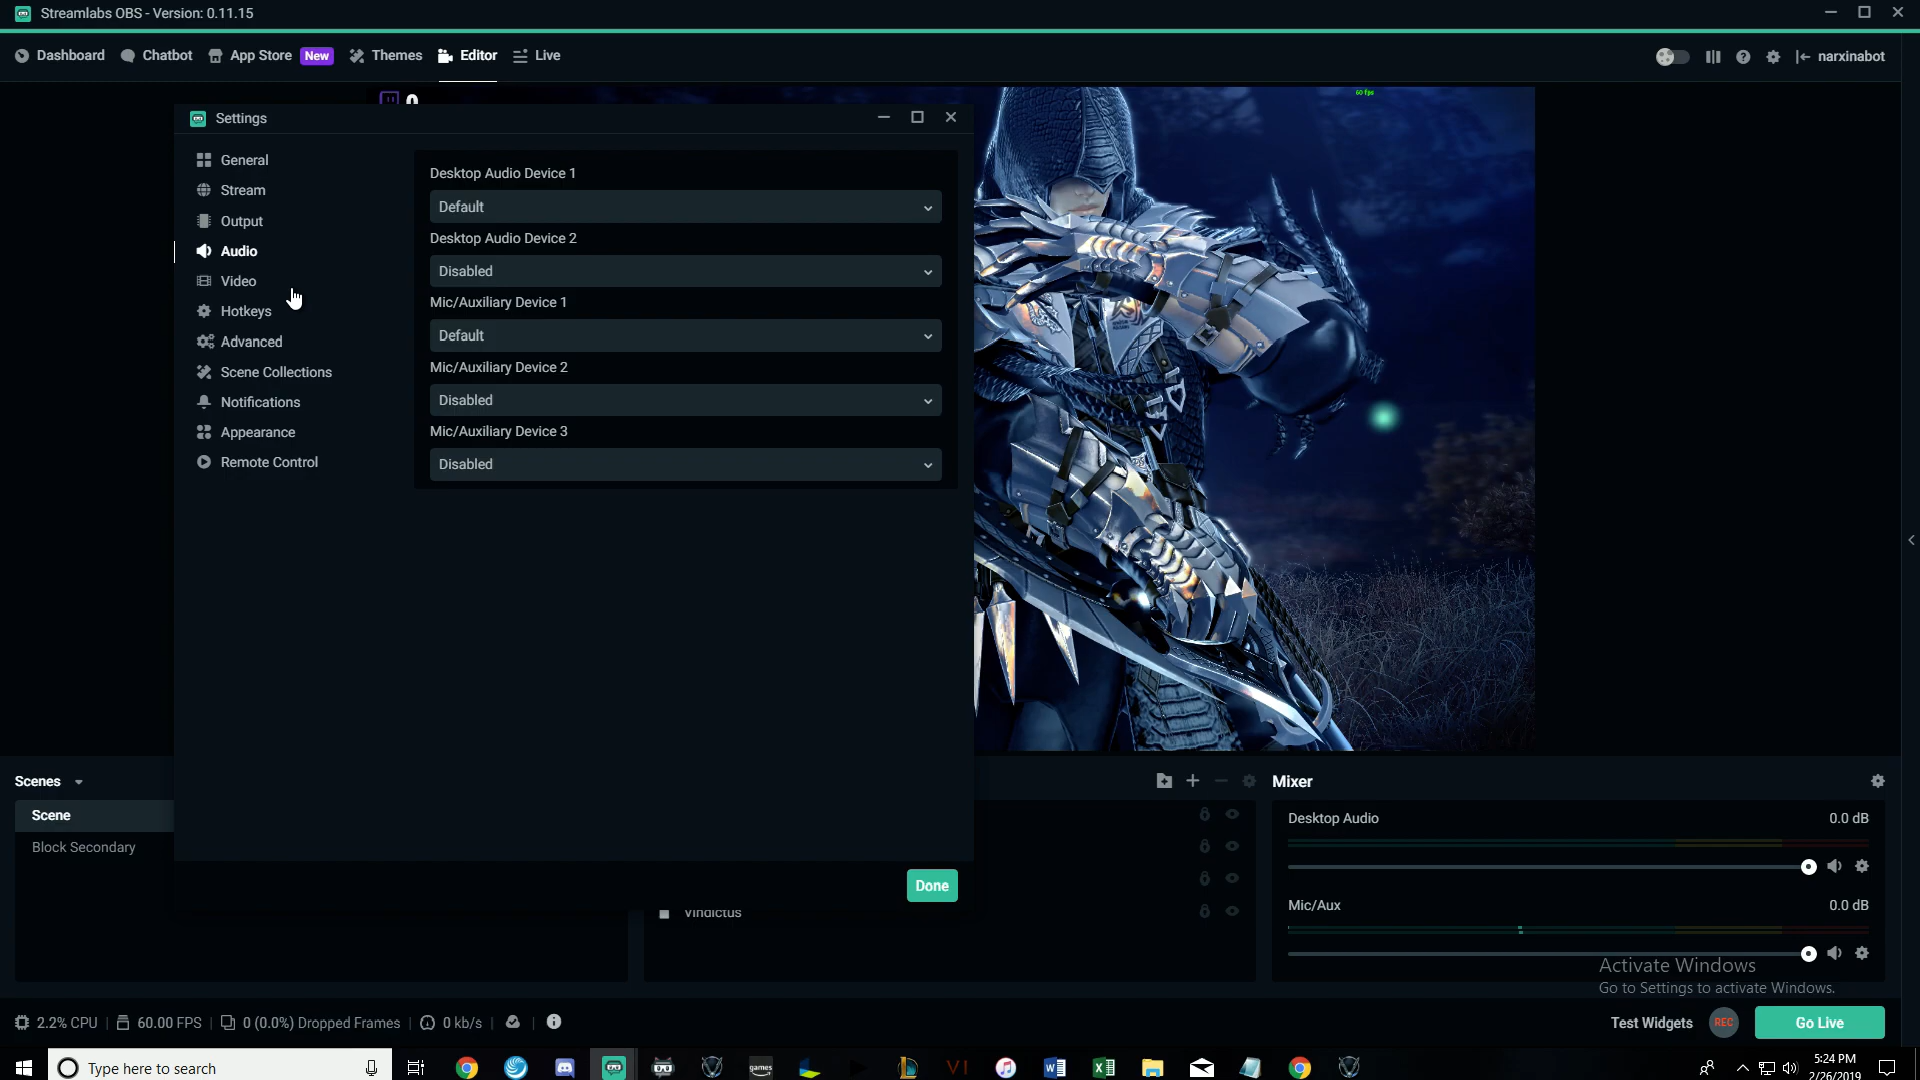 Streamlabs OBS - Version: 0.11.15
Dashboard
Chatbot
App Store New
Themes
Editor
Live
narxinabot
0
60 fps
Settings
General
Stream
Output
Audio
Video
Hotkeys
Advanced
Scene Collections
Notifications
Appearance
Remote Control
Desktop Audio Device 1
Default
Desktop Audio Device 2
Disabled
Mic/Auxiliary Device 1
Default
Mic/Auxiliary Device 2
Disabled
Mic/Auxiliary Device 3
Disabled
Done
Scenes
Scene
Block Secondary
Vindictus
Mixer
Desktop Audio 0.0 dB
Mic/Aux 0.0 dB
Activate Windows
Go to Settings to activate Windows.
2.2% CPU
60.00 FPS
0 (0.0%) Dropped Frames
0 kb/s
Test Widgets
REC
Go Live
Type here to search
games
VI
5:24 PM
2/26/2019